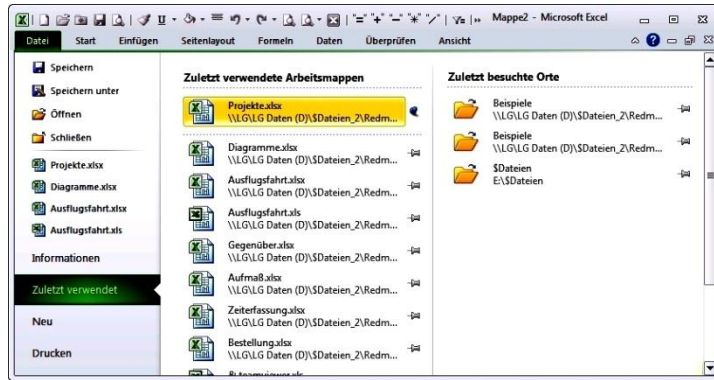 Mappe2 - Microsoft Excel
Datei Start Einfügen Seitenlayout Formeln Daten Überprüfen Ansicht
Speichern
Speichern unter
Öffnen
Schließen
Projekte.xlsx
Diagramme.xlsx
Ausflugsfahrt.xlsx
Ausflugsfahrt.xls
Informationen
Zuletzt verwendet
Neu
Drucken
Zuletzt verwendete Arbeitsmappen
Projekte.xlsx
\\LG\LG Daten (D)\$Dateien_2\Redm...
Diagramme.xlsx
\\LG\LG Daten (D)\$Dateien_2\Redm...
Ausflugsfahrt.xlsx
\\LG\LG Daten (D)\$Dateien_2\Redm...
Ausflugsfahrt.xls
\\LG\LG Daten (D)\$Dateien_2\Redm...
Gegenüber.xlsx
\\LG\LG Daten (D)\$Dateien_2\Redm...
Aufmaß.xlsx
\\LG\LG Daten (D)\$Dateien_2\Redm...
Zeiterfassung.xlsx
\\LG\LG Daten (D)\$Dateien_2\Redm...
Bestellung.xlsx
\\LG\LG Daten (D)\$Dateien_2\Redm...
Zuletzt besuchte Orte
Beispiele
\\LG\LG Daten (D)\$Dateien_2\Redm...
Beispiele
\\LG\LG Daten (D)\$Dateien_2\Redm...
$Dateien
E:\$Dateien